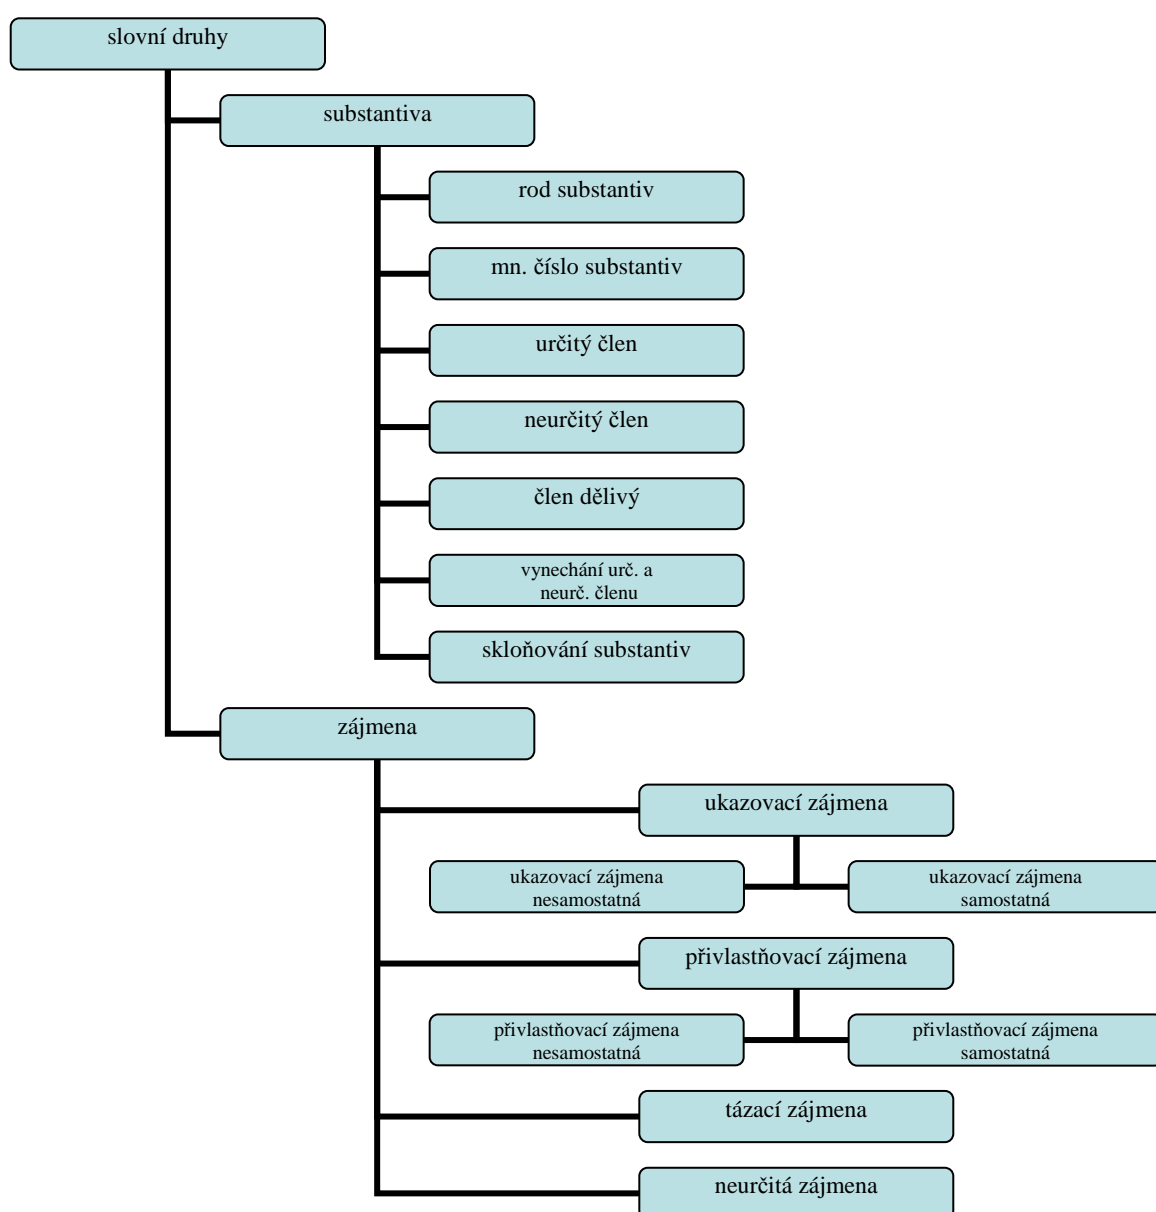 slovní druhy
substantiva
rod substantiv
mn. číslo substantiv
určitý člen
neurčitý člen
člen dělivý
vynechání urč. a
neurč. členu
skloňování substantiv
zájmena
ukazovací zájmena
ukazovací zájmena
nesamostatná
ukazovací zájmena
samostatná
přivlastňovací zájmena
přivlastňovací zájmena
nesamostatná
přivlastňovací zájmena
samostatná
tázací zájmena
neurčitá zájmena